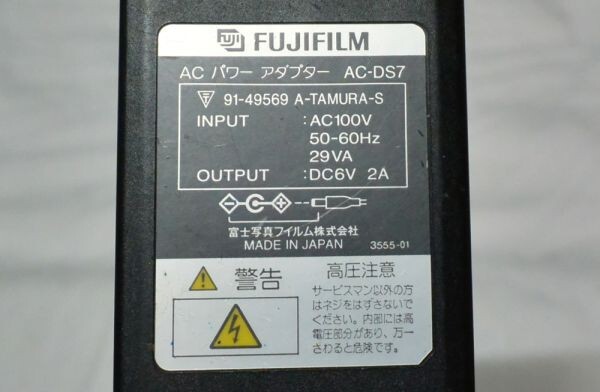 Fuji FUJIFILM
AC パワー アダプター AC-DS7
T 91-49569 A-TAMURA-S
INPUT :AC100V
50-60Hz
29VA
OUTPUT :DC6V 2A
富士写真フイルム株式会社
MADE IN JAPAN 3555-01
警告
高圧注意
サービスマン以外の方
はネジをはずさないで
ください。内部には高
電圧部分があり、万一
さわると危険です。